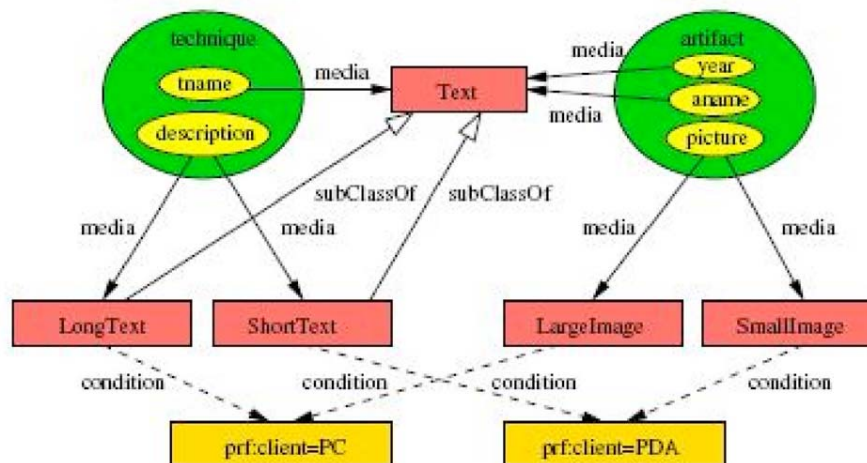 technique
artifact
media
media
year
tname
Text
aname
media
description
picture
subClassOf
subClassOf
media
media
media
media
LongText
ShortText
LargeImage
SmallImage
condition
condition
condition
condition
prf:client=PC
prf:client=PDA